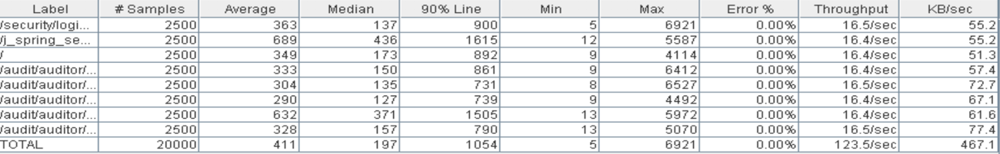 Label # Samples Average Median 90% Line Min Max Error % Throughput KB/sec
/security/logi... 2500 363 137 900 5 6921 0.00% 16.5/sec 55.2
/j_spring_se... 2500 689 436 1615 12 5587 0.00% 16.4/sec 55.2
/ 2500 349 173 892 9 4114 0.00% 16.4/sec 51.3
/audit/auditor/... 2500 333 150 861 9 6412 0.00% 16.4/sec 57.4
/audit/auditor/... 2500 304 135 731 8 6527 0.00% 16.5/sec 72.7
/audit/auditor/... 2500 290 127 739 9 4492 0.00% 16.4/sec 67.1
/audit/auditor/... 2500 632 371 1505 13 5972 0.00% 16.4/sec 61.6
/audit/auditor/... 2500 328 157 790 13 5070 0.00% 16.5/sec 77.4
TOTAL 20000 411 197 1054 5 6921 0.00% 123.5/sec 467.1